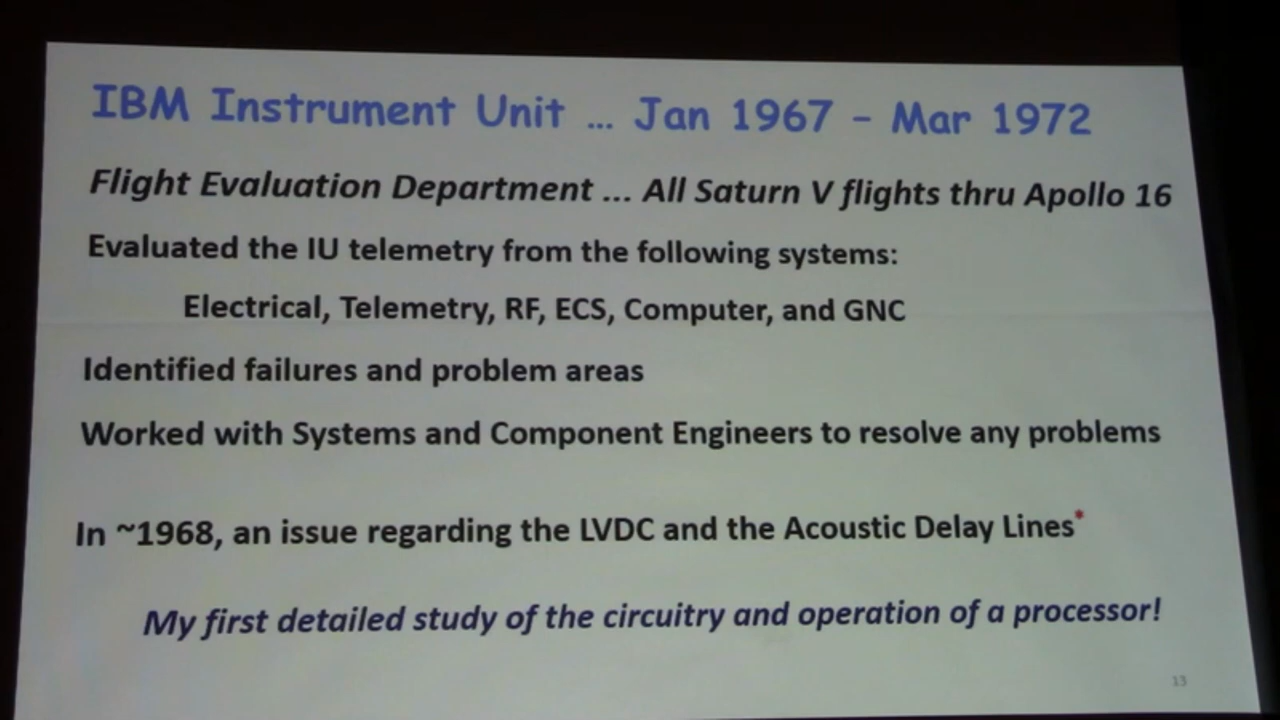 IBM Instrument Unit ... Jan 1967 - Mar 1972
Flight Evaluation Department ... All Saturn V flights thru Apollo 16
Evaluated the IU telemetry from the following systems:
Electrical, Telemetry, RF, ECS, Computer, and GNC
Identified failures and problem areas
Worked with Systems and Component Engineers to resolve any problems
In ~1968, an issue regarding the LVDC and the Acoustic Delay Lines*
My first detailed study of the circuitry and operation of a processor!
13